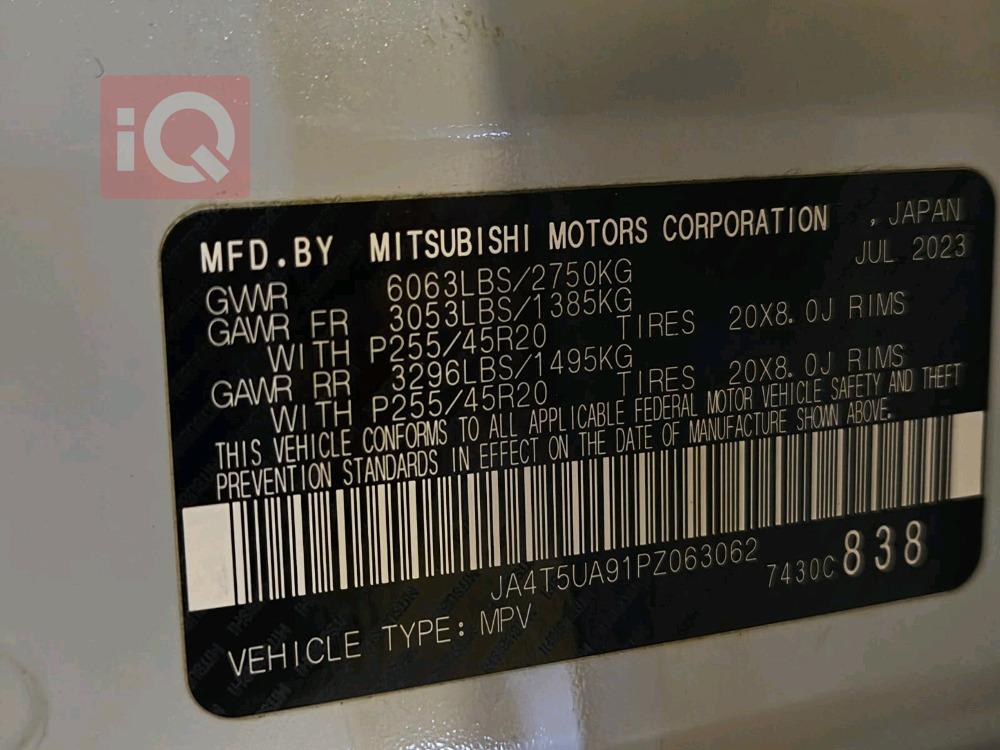 iQ
MFD.BY MITSUBISHI MOTORS CORPORATION , JAPAN
JUL 2023
GVWR 6063LBS/2750KG
GAWR FR 3053LBS/1385KG
WITH P255/45R20 TIRES 20X8.0J RIMS
GAWR RR 3296LBS/1495KG
WITH P255/45R20 TIRES 20X8.0J RIMS
THIS VEHICLE CONFORMS TO ALL APPLICABLE FEDERAL MOTOR VEHICLE SAFETY AND THEFT
PREVENTION STANDARDS IN EFFECT ON THE DATE OF MANUFACTURE SHOWN ABOVE.
JA4T5UA91PZ063062 7430C 838
VEHICLE TYPE: MPV